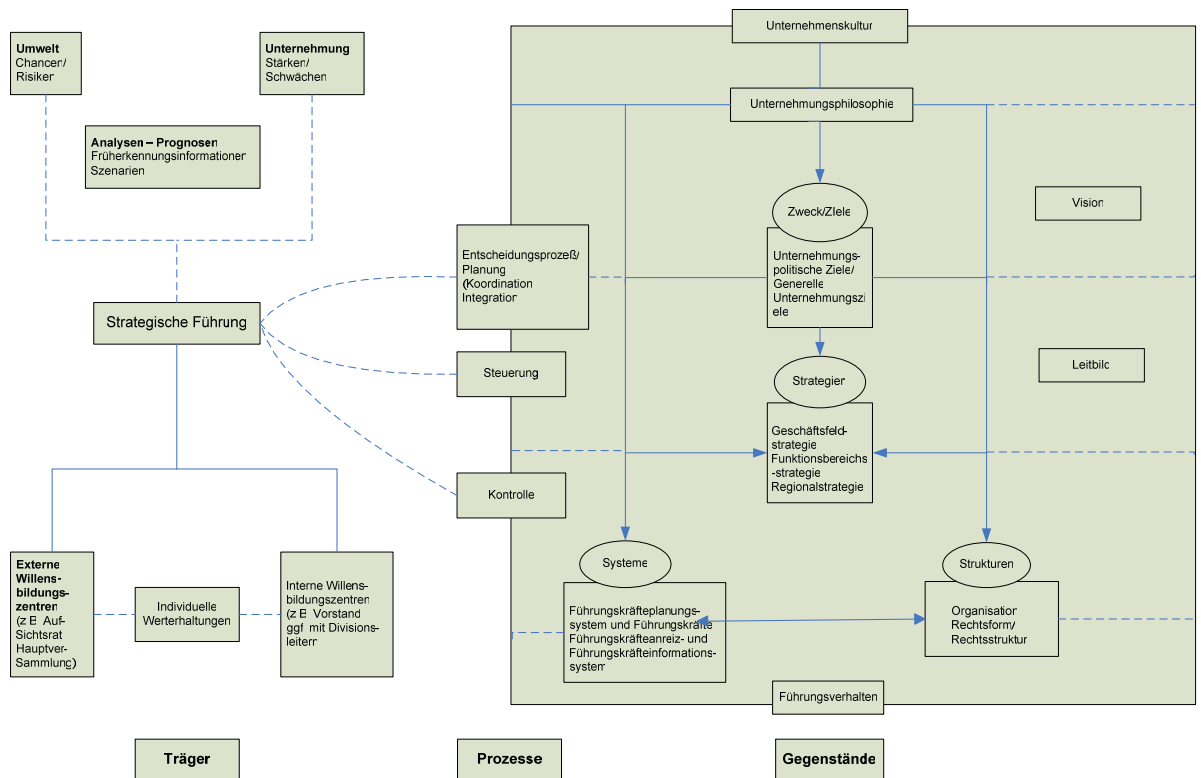 Umwelt
Chancen/
Risiken
Unternehmung
Stärken/
Schwächen
Analysen – Prognosen
Früherkennungsinformationen
Szenarien
Strategische Führung
Externe
Willens-
bildungs-
zentren
(z.B. Auf-
Sichtsrat
Hauptver-
Sammlung)
Individuelle
Werterhaltungen
Interne Willens-
bildungszentren
(z.B. Vorstand
ggf. mit Divisions-
leitern
Träger
Entscheidungsprozeß/
Planung
(Koordination
Integration
Steuerung
Kontrolle
Prozesse
Unternehmenskultur
Unternehmungsphilosophie
Zweck/ZIele
Unternehmungs-
politische Ziele/
Generelle
Unternehmungszi
ele
Vision
Strategien
Geschäftsfeld-
strategie
Funktionsbereichs
-strategie
Regionalstrategie
Leitbild
Systeme
Führungskräfteplanungs-
system und Führungskräfte
Führungskräfteanreiz- und
Führungskräfteinformations-
system
Strukturen
Organisation
Rechtsform/
Rechtsstruktur
Führungsverhalten
Gegenstände